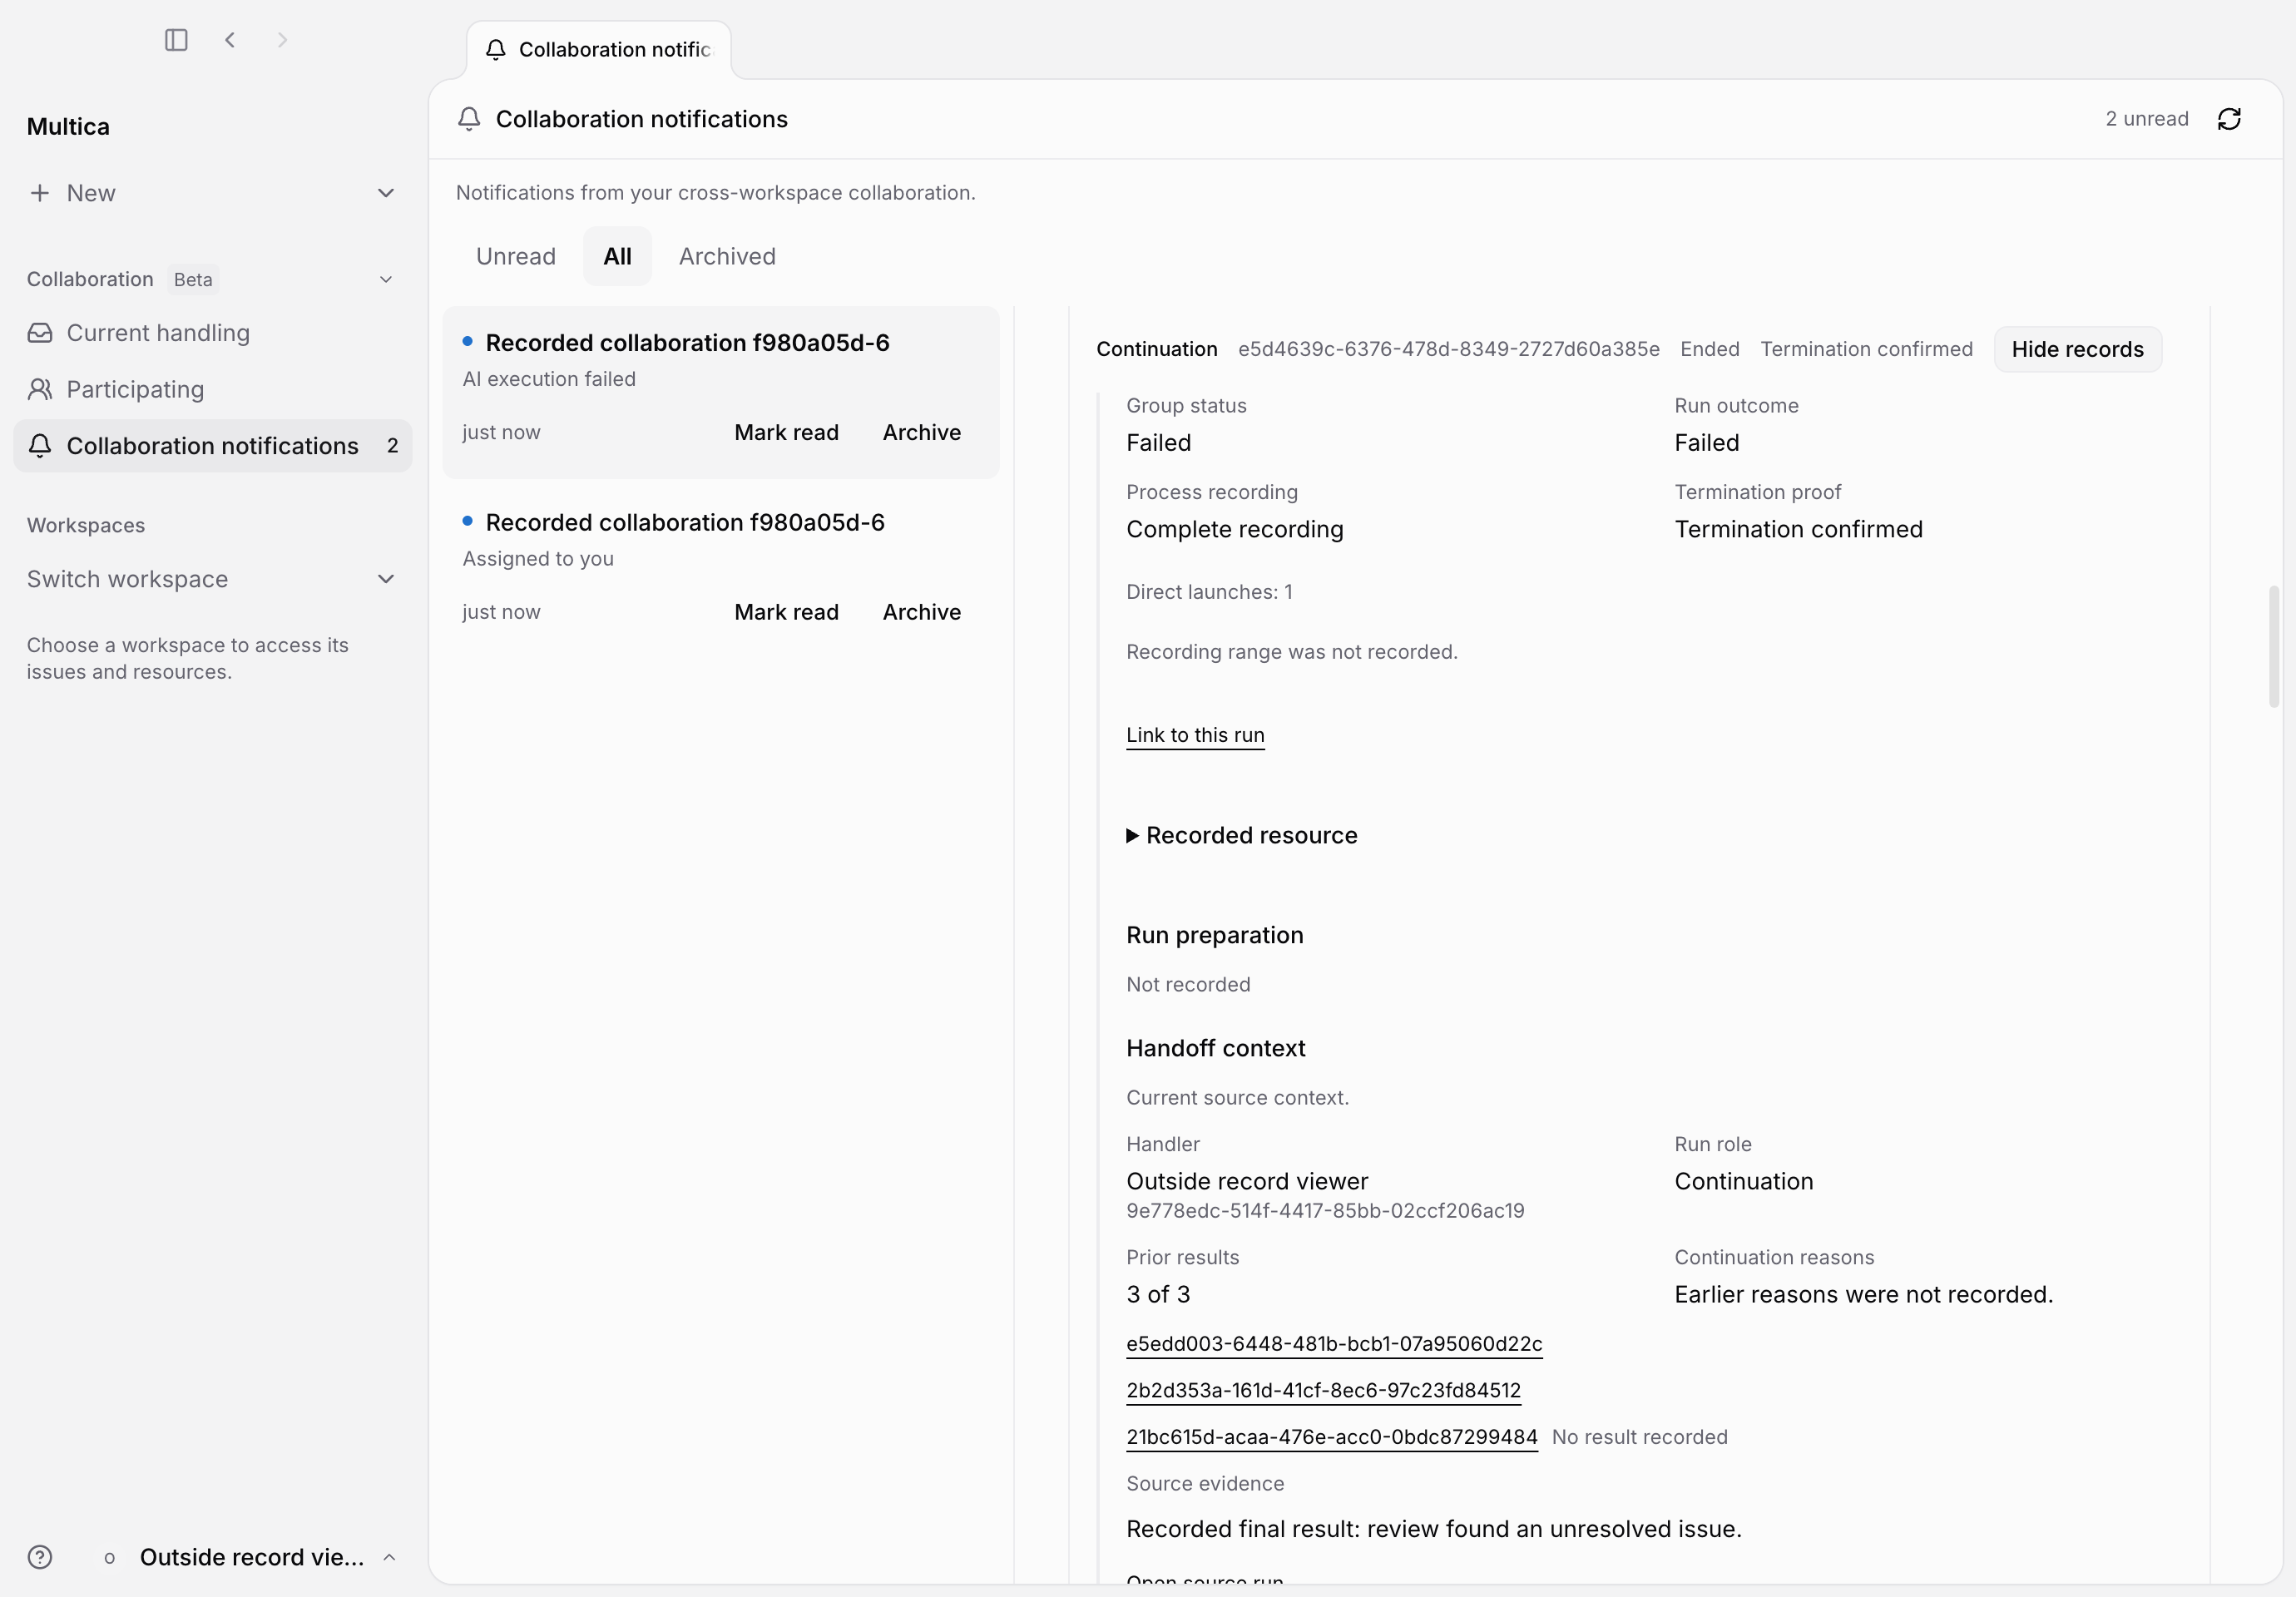 Collaboration notific
Multica
New
Collaboration Beta
Current handling
Participating
Collaboration notifications 2
Workspaces
Switch workspace
Choose a workspace to access its
issues and resources.
o Outside record vie...
Collaboration notifications
2 unread
Notifications from your cross-workspace collaboration.
Unread All Archived
Recorded collaboration f980a05d-6
AI execution failed
just now Mark read Archive
Recorded collaboration f980a05d-6
Assigned to you
just now Mark read Archive
Continuation e5d4639c-6376-478d-8349-2727d60a385e Ended Termination confirmed Hide records
Group status Run outcome
Failed Failed
Process recording Termination proof
Complete recording Termination confirmed
Direct launches: 1
Recording range was not recorded.
Link to this run
Recorded resource
Run preparation
Not recorded
Handoff context
Current source context.
Handler Run role
Outside record viewer Continuation
9e778edc-514f-4417-85bb-02ccf206ac19
Prior results Continuation reasons
3 of 3 Earlier reasons were not recorded.
e5edd003-6448-481b-bcb1-07a95060d22c
2b2d353a-161d-41cf-8ec6-97c23fd84512
21bc615d-acaa-476e-acc0-0bdc87299484 No result recorded
Source evidence
Recorded final result: review found an unresolved issue.
Open source run